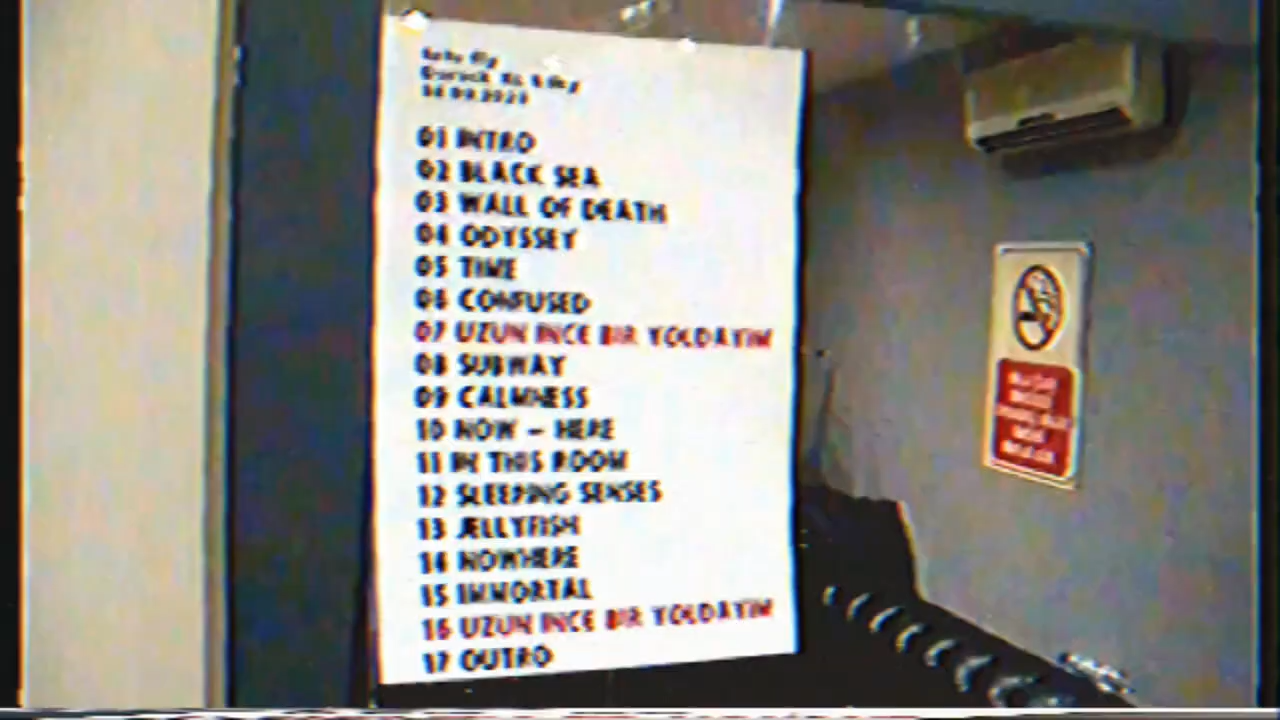 01 INTRO
02 BLACK SEA
03 WALL OF DEATH
04 ODYSSEY
05 TIME
06 CONFUSED
07 UZUN INCE BIR YOLDAYIM
08 SUBWAY
09 CALMNESS
10 NOW – HERE
11 IN THIS ROOM
12 SLEEPING SENSES
13 JELLYFISH
14 NOWHERE
15 IMMORTAL
16 UZUN INCE BIR YOLDAYIM
17 OUTRO